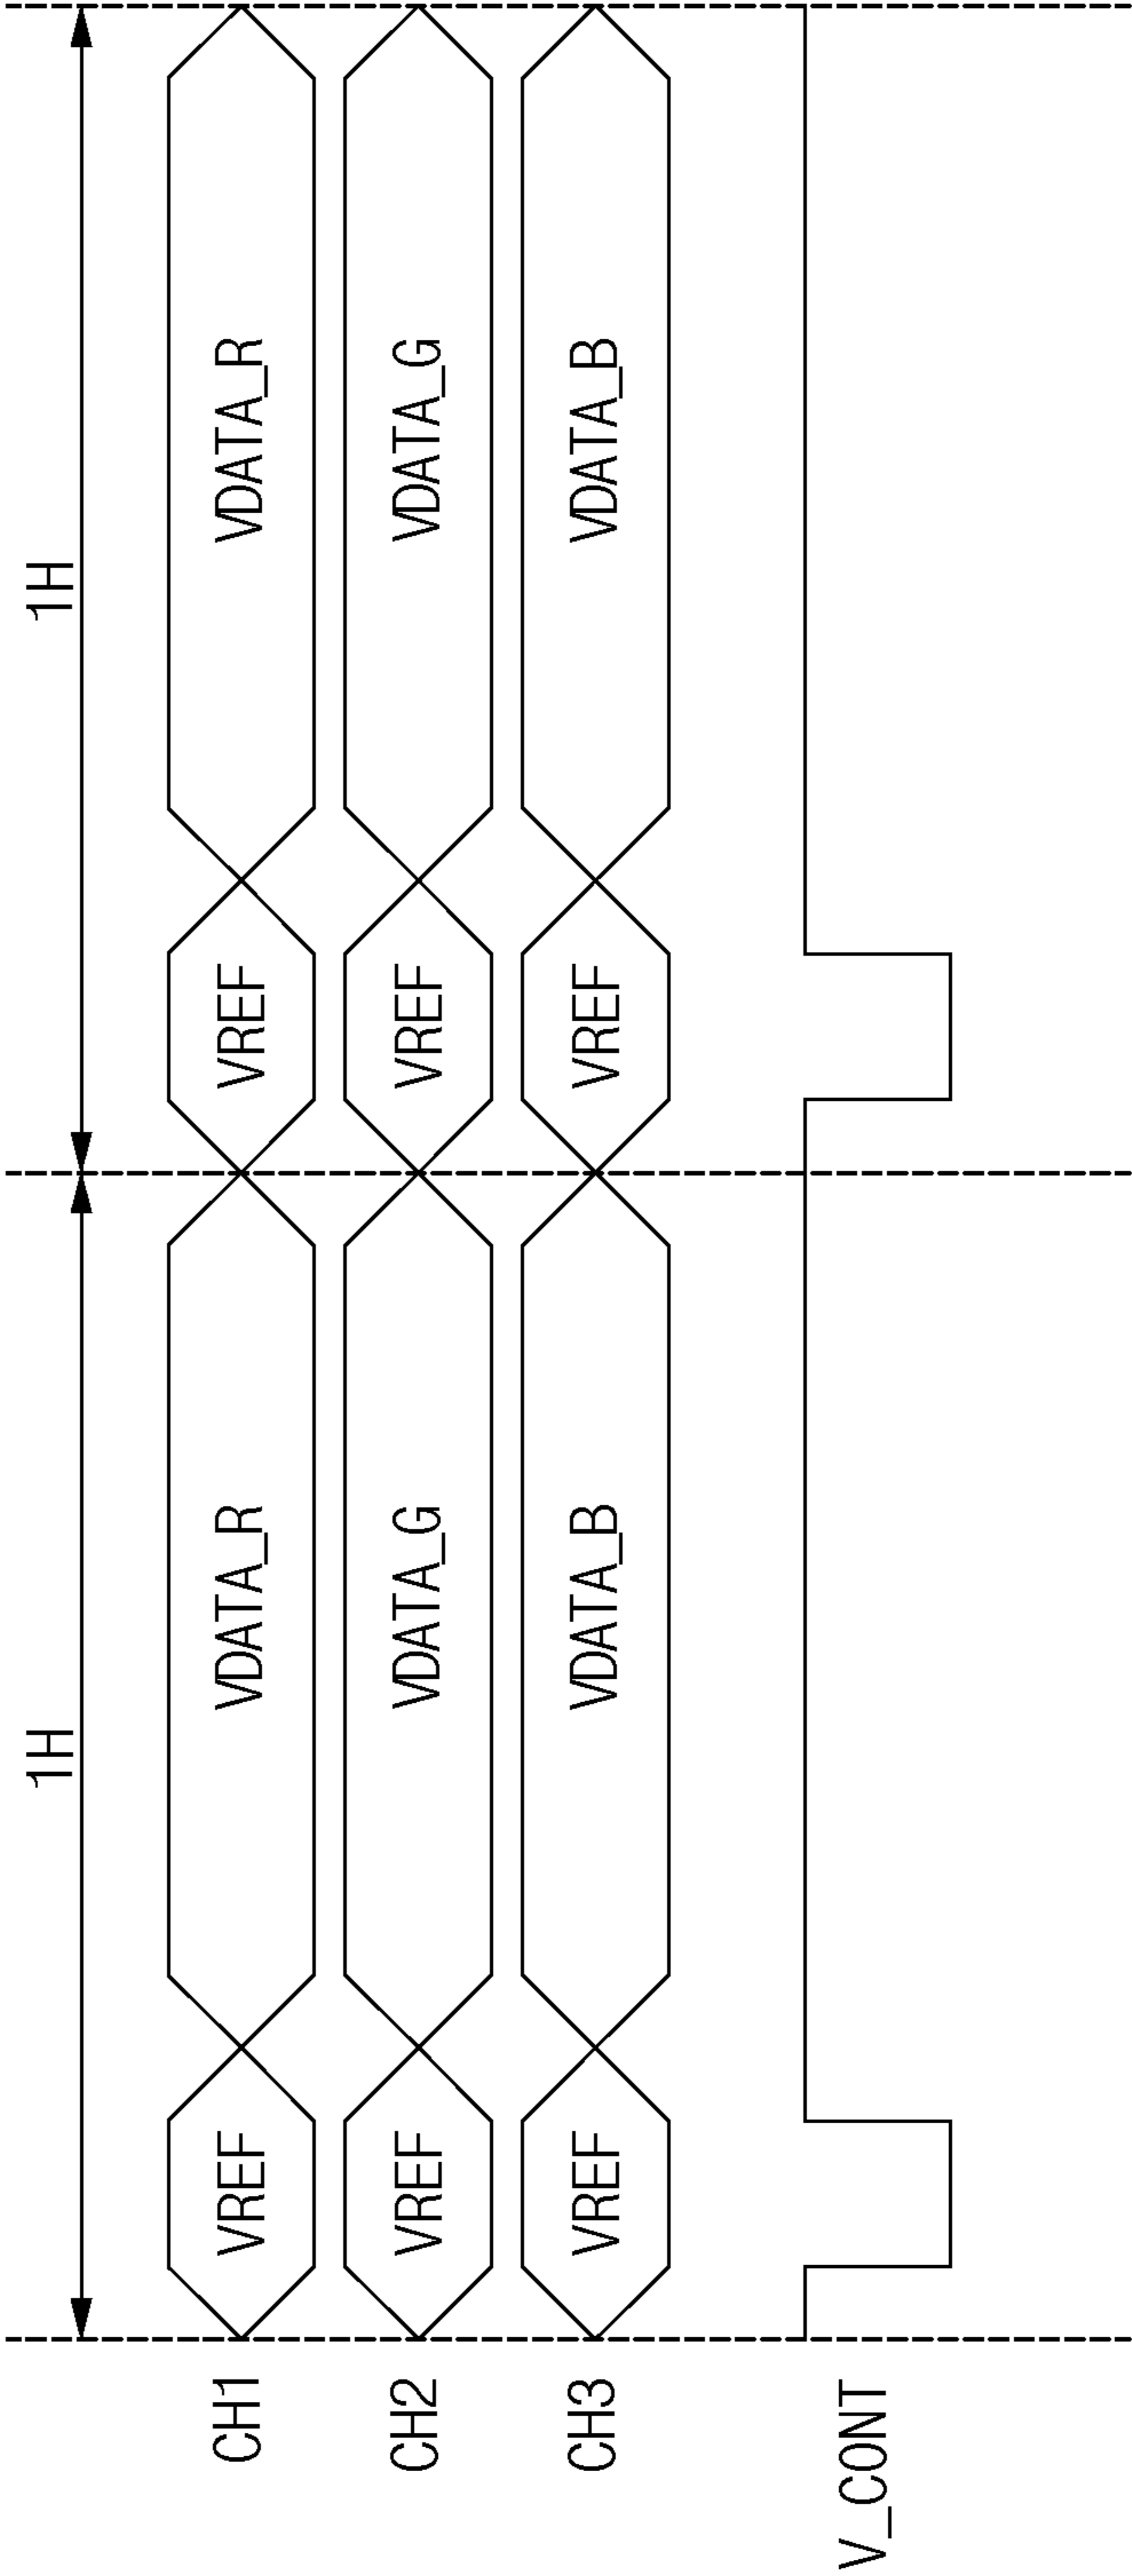 1H 1H
CH1 VREF VDATA_R VREF VDATA_R
CH2 VREF VDATA_G VREF VDATA_G
CH3 VREF VDATA_B VREF VDATA_B
V_CONT